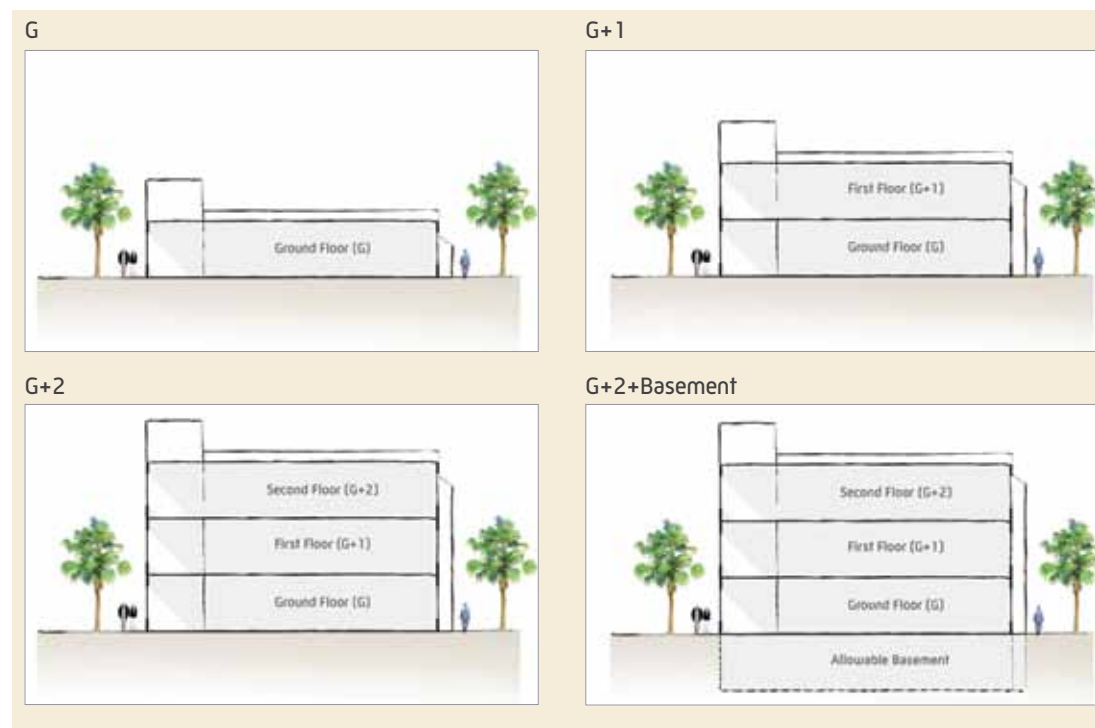 G
Ground Floor (G)
G+1
First Floor (G+1)
Ground Floor (G)
G+2
Second Floor (G+2)
First Floor (G+1)
Ground Floor (G)
G+2+Basement
Second Floor (G+2)
First Floor (G+1)
Ground Floor (G)
Allowable Basement